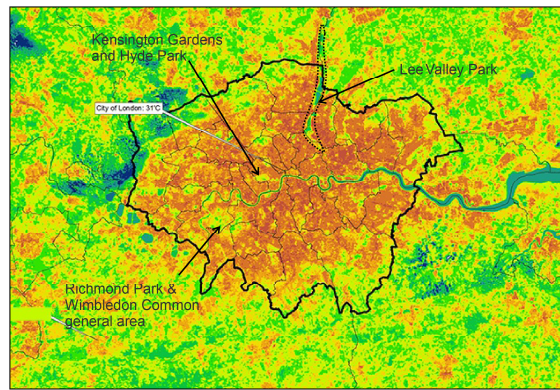 Kensington Gardens
and Hyde Park
Lee Valley Park
City of London: 31°C
Richmond Park &
Wimbledon Common
general area